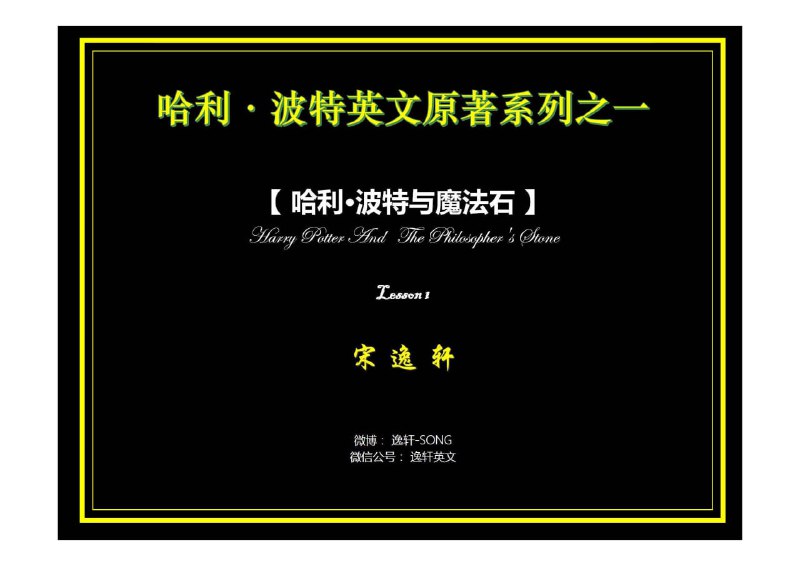 哈利·波特英文原著系列之一
【 哈利•波特与魔法石 】
Harry Potter And The Philosopher's Stone
Lesson 1
宋 逸 轩
微博： 逸轩-SONG
微信公号： 逸轩英文